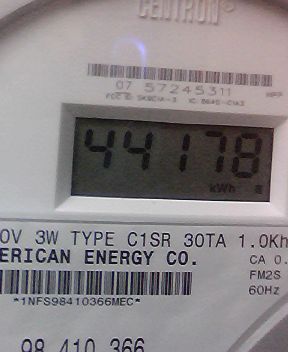 CENTRON®
07 57245311
44178
kWh
0V 3W TYPE C1SR 30TA 1.0Kh
ERICAN ENERGY CO.
CA 0.
FM2S
60Hz
*1NFS98410366MEC*
98 410 366